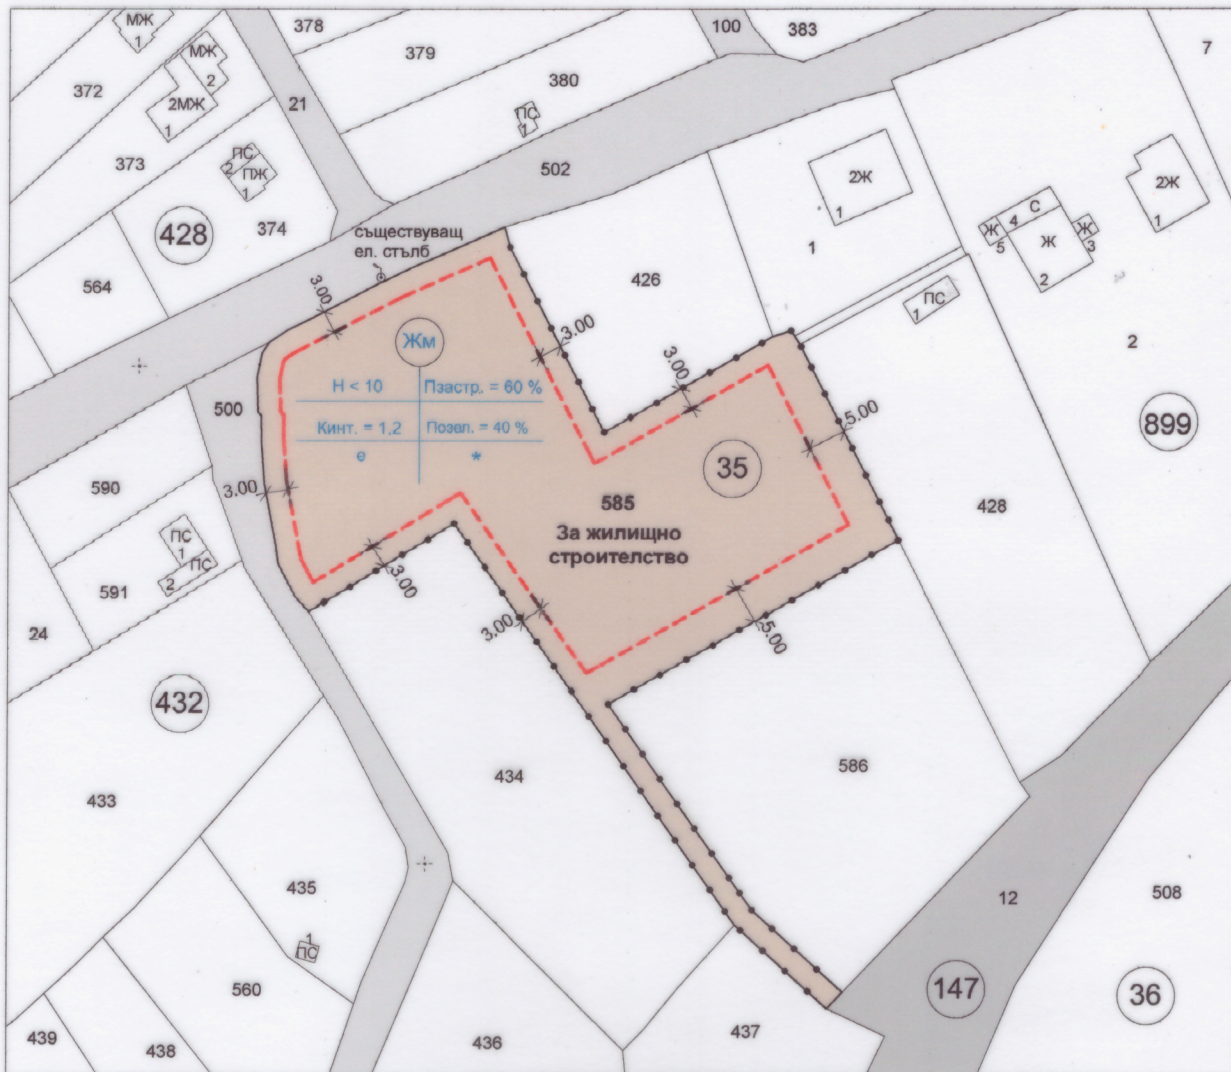 МЖ
1
378
100
383
7
МЖ
2
379
372
2МЖ
1
380
21
ПС
1
373
ПС
2
ПЖ
1
502
2Ж
1
2Ж
1
428
374
съществуващ
ел. стълб
1
Ж
5
4
С
Ж
3
Ж
2
564
3.00
426
1
ПС
3.00
Жм
3.00
2
H < 10
Пзастр. = 60 %
500
5.00
899
Кинт. = 1,2
Позел. = 40 %
е
*
35
590
3.00
585
За жилищно
строителство
428
ПС
1
ПС
2
591
3.00
24
3.00
5.00
432
434
586
433
435
12
508
1
ПС
560
147
36
439
438
436
437